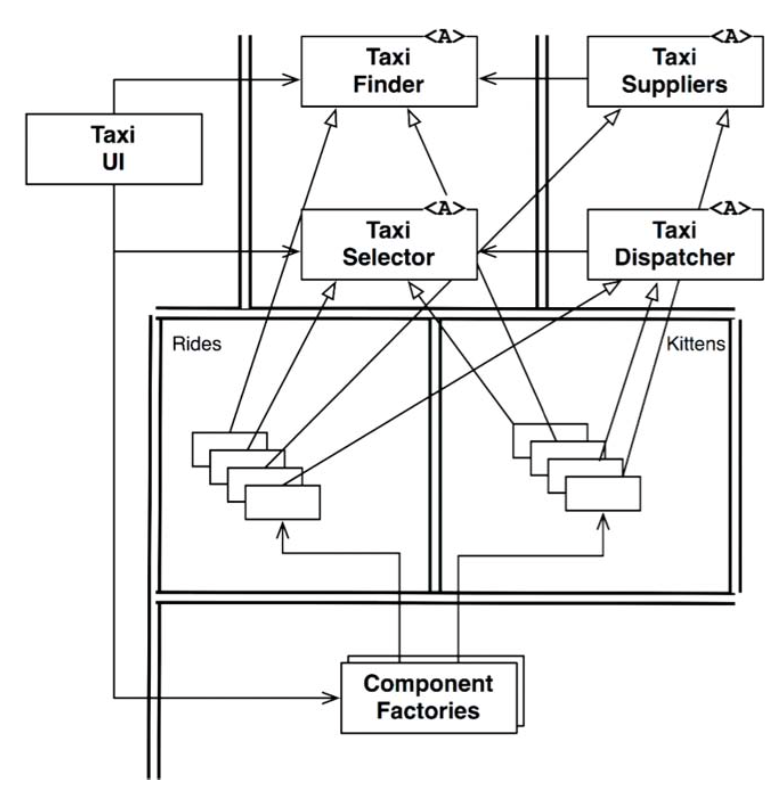 <A>
Taxi
Finder
<A>
Taxi
Suppliers
Taxi
UI
<A>
Taxi
Selector
<A>
Taxi
Dispatcher
Rides
Kittens
Component
Factories